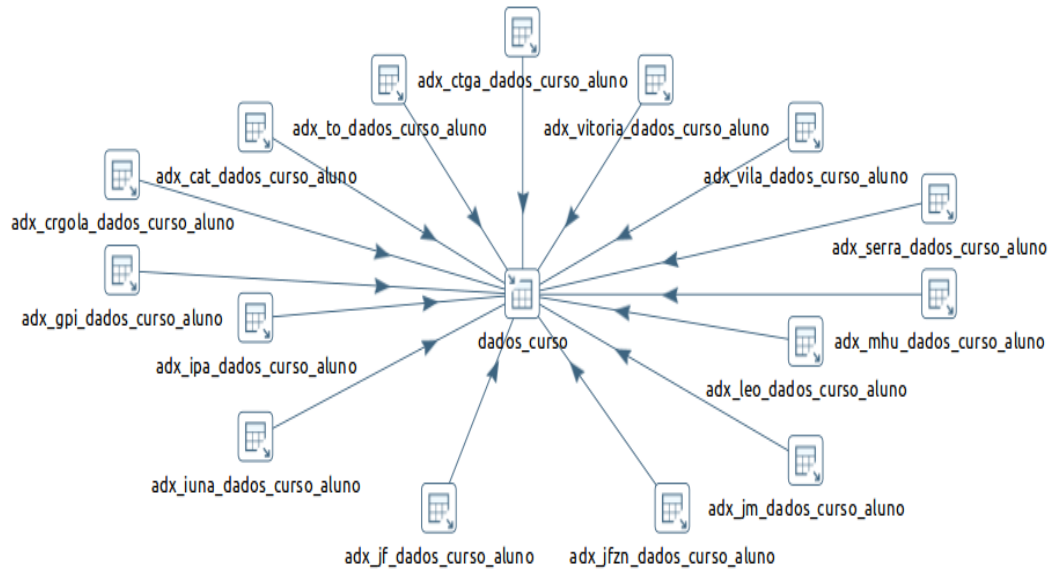 adx_ctga_dados_curso_aluno
adx_to_dados_curso_aluno
adx_vitoria_dados_curso_aluno
adx_cat_dados_curso_aluno
adx_vila_dados_curso_aluno
adx_crgola_dados_curso_aluno
adx_serra_dados_curso_aluno
adx_gpi_dados_curso_aluno
dados_curso
adx_mhu_dados_curso_aluno
adx_ipa_dados_curso_aluno
adx_leo_dados_curso_aluno
adx_iuna_dados_curso_aluno
adx_jm_dados_curso_aluno
adx_jf_dados_curso_aluno
adx_jfzn_dados_curso_aluno